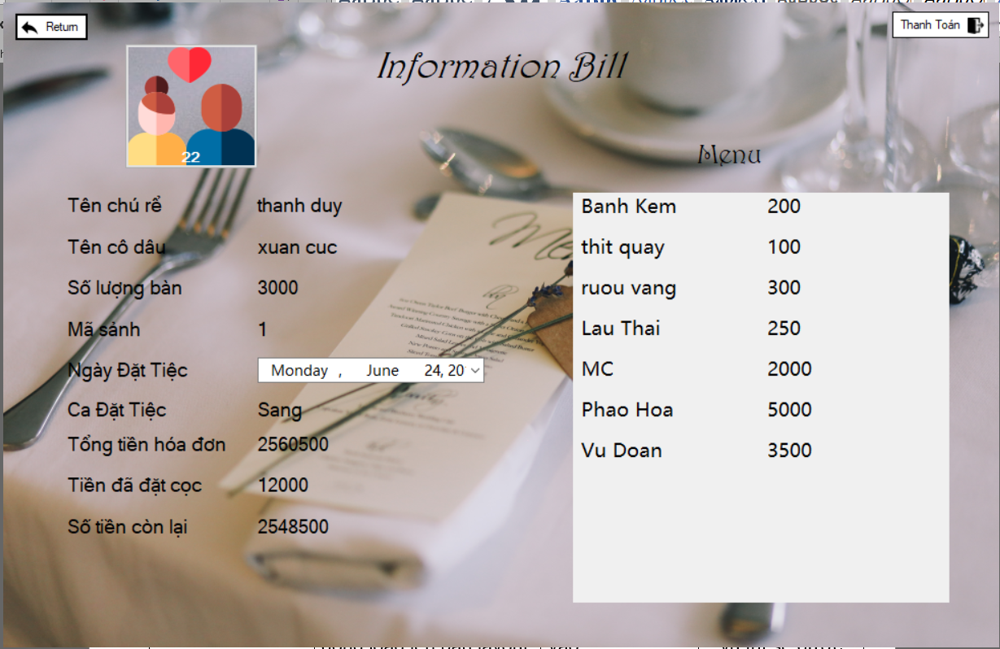 Return
Thanh Toán
Information Bill
22
Menu
Tên chú rể thanh duy
Tên cô dâu xuan cuc
Số lượng bàn 3000
Mã sảnh 1
Ngày Đặt Tiệc Monday , June 24, 20
Ca Đặt Tiệc Sang
Tổng tiền hóa đơn 2560500
Tiền đã đặt cọc 12000
Số tiền còn lại 2548500
Banh Kem 200
thit quay 100
ruou vang 300
Lau Thai 250
MC 2000
Phao Hoa 5000
Vu Doan 3500